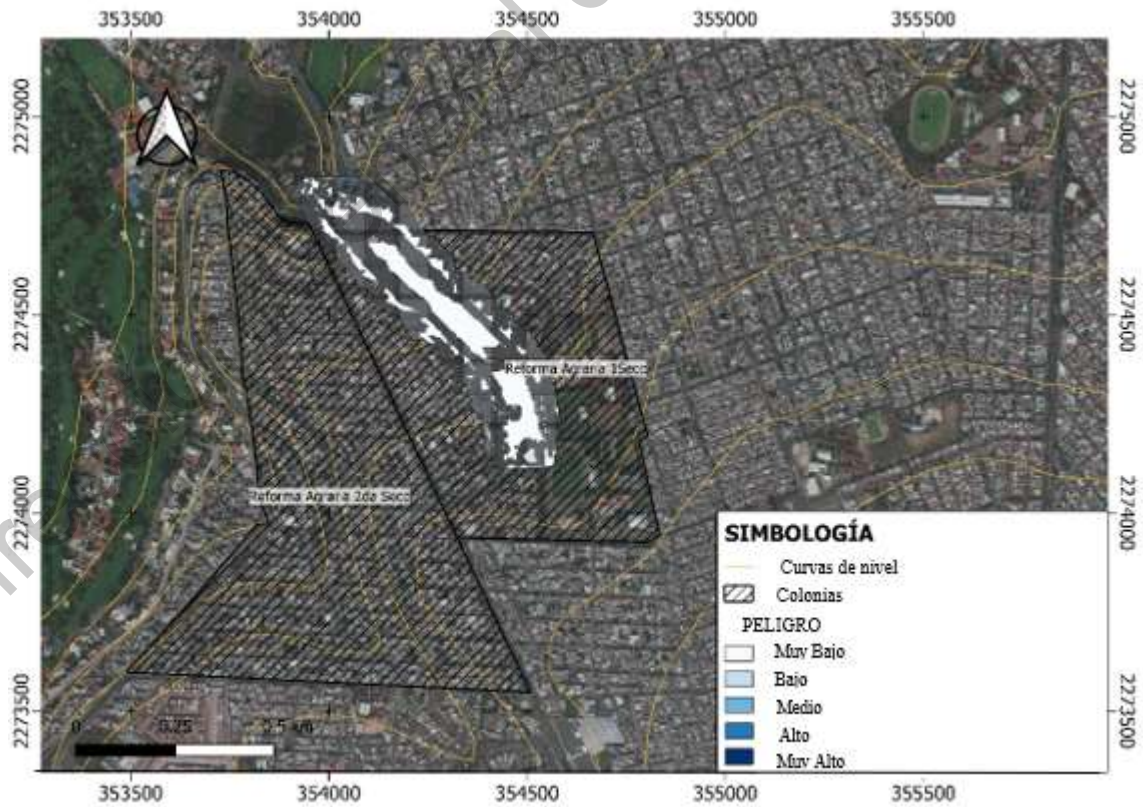 353500 354000 354500 355000 355500
2275000 2275000
2274500 2274500
Reforma Agraria 1Secc
Reforma Agraria 2da Secc
2274000 2274000
SIMBOLOGÍA
Curvas de nivel
Colonias
PELIGRO
Muy Bajo
Bajo
Medio
Alto
Muy Alto
2273500 2273500
0 0.25 0.5 km
353500 354000 354500 355000 355500